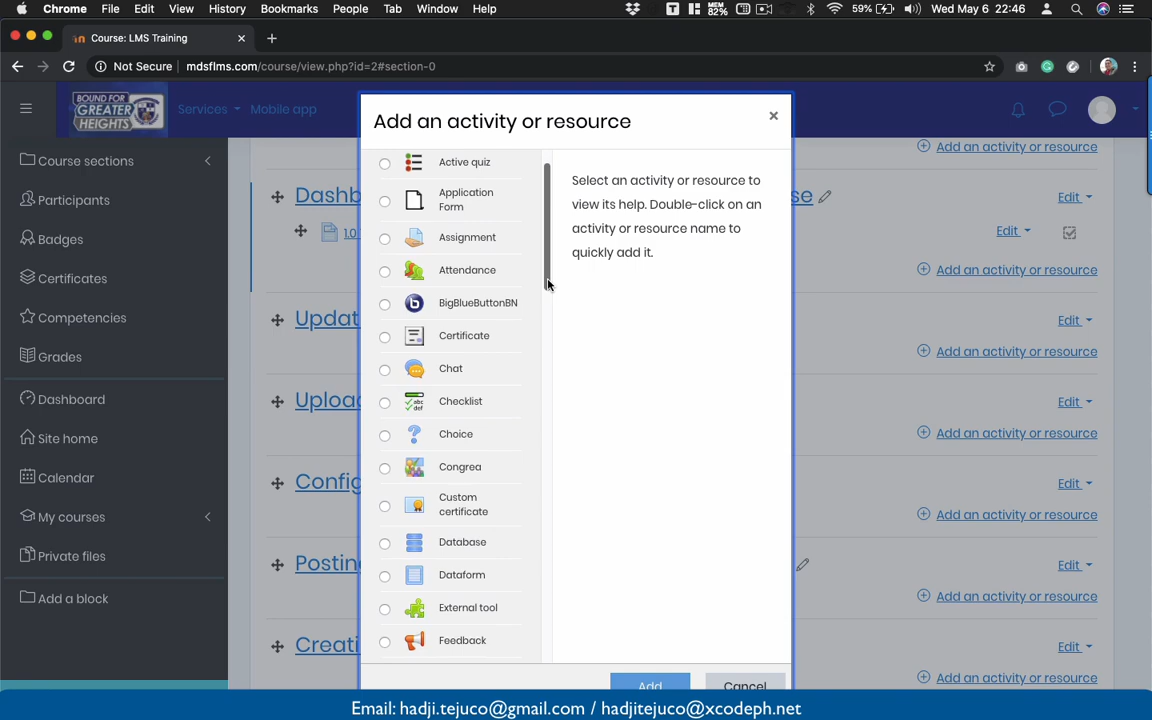 Chrome File Edit View History Bookmarks People Tab Window Help
MEM 82% 59% Wed May 6 22:46
Course: LMS Training
Not Secure mdsflms.com/course/view.php?id=2#section-0
BOUND FOR
GREATER
HEIGHTS
Services Mobile app
Add an activity or resource
Course sections
Participants
Badges
Certificates
Competencies
Grades
Dashboard
Site home
Calendar
My courses
Private files
Add a block
Active quiz
Application
Form
Assignment
Attendance
BigBlueButtonBN
Certificate
Chat
Checklist
abc
def
Choice
Congrea
Custom
certificate
Database
Dataform
External tool
Feedback
Select an activity or resource to
view its help. Double-click on an
activity or resource name to
quickly add it.
Add Cancel
Add an activity or resource
Dashb se Edit
1.0 Edit
Add an activity or resource
Updat Edit
Add an activity or resource
Uploa Edit
Add an activity or resource
Config Edit
Add an activity or resource
Postin Edit
Add an activity or resource
Creati Edit
Add an activity or resource
Email: hadji.tejuco@gmail.com / hadjitejuco@xcodeph.net